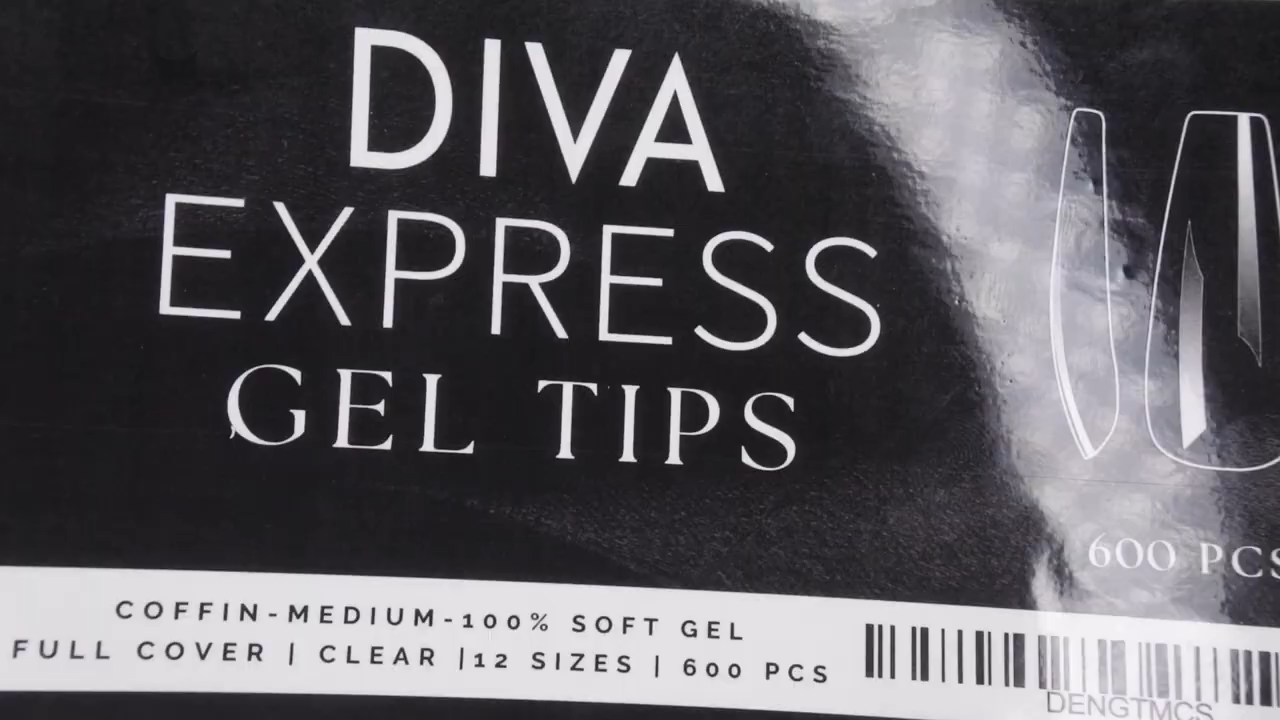 DIVA
EXPRESS
GEL TIPS
600 PCS
COFFIN-MEDIUM-100% SOFT GEL
FULL COVER | CLEAR |12 SIZES | 600 PCS
DENGTMCS